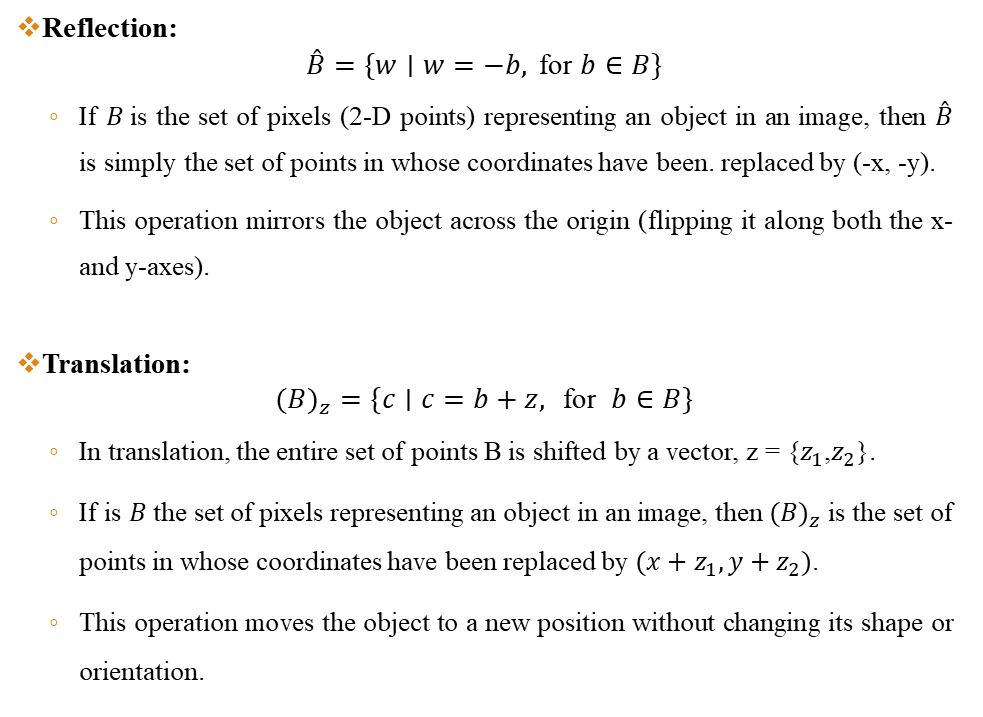 ❖Reflection:
B̂ = {w | w = −b, for b ∈ B}
◦ If B is the set of pixels (2-D points) representing an object in an image, then B̂
is simply the set of points in whose coordinates have been. replaced by (-x, -y).
◦ This operation mirrors the object across the origin (flipping it along both the x-
and y-axes).
❖Translation:
(B)_z = {c | c = b + z, for b ∈ B}
◦ In translation, the entire set of points B is shifted by a vector, z = {z₁,z₂}.
◦ If is B the set of pixels representing an object in an image, then (B)_z is the set of
points in whose coordinates have been replaced by (x + z₁, y + z₂).
◦ This operation moves the object to a new position without changing its shape or
orientation.